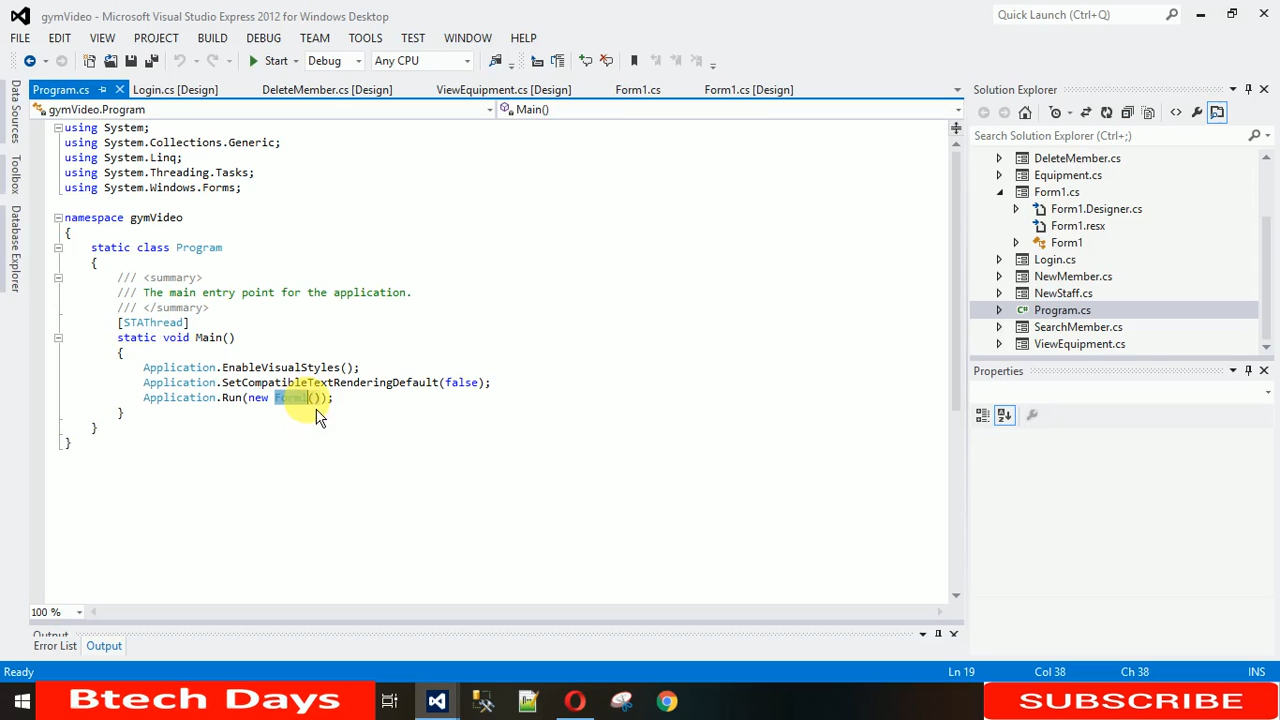 gymVideo - Microsoft Visual Studio Express 2012 for Windows Desktop
Quick Launch (Ctrl+Q)
FILE EDIT VIEW PROJECT BUILD DEBUG TEAM TOOLS TEST WINDOW HELP
Start Debug Any CPU
Program.cs Login.cs [Design] DeleteMember.cs [Design] ViewEquipment.cs [Design] Form1.cs Form1.cs [Design]
gymVideo.Program Main()
Data Sources
Toolbox
Database Explorer
using System;
using System.Collections.Generic;
using System.Linq;
using System.Threading.Tasks;
using System.Windows.Forms;
namespace gymVideo
{
static class Program
{
/// <summary>
/// The main entry point for the application.
/// </summary>
[STAThread]
static void Main()
{
Application.EnableVisualStyles();
Application.SetCompatibleTextRenderingDefault(false);
Application.Run(new Form1());
}
}
}
100 %
Output
Error List Output
Solution Explorer
Search Solution Explorer (Ctrl+;)
DeleteMember.cs
Equipment.cs
Form1.cs
Form1.Designer.cs
Form1.resx
Form1
Login.cs
NewMember.cs
NewStaff.cs
Program.cs
SearchMember.cs
ViewEquipment.cs
Properties
Ready Ln 19 Col 38 Ch 38 INS
Btech Days
SUBSCRIBE